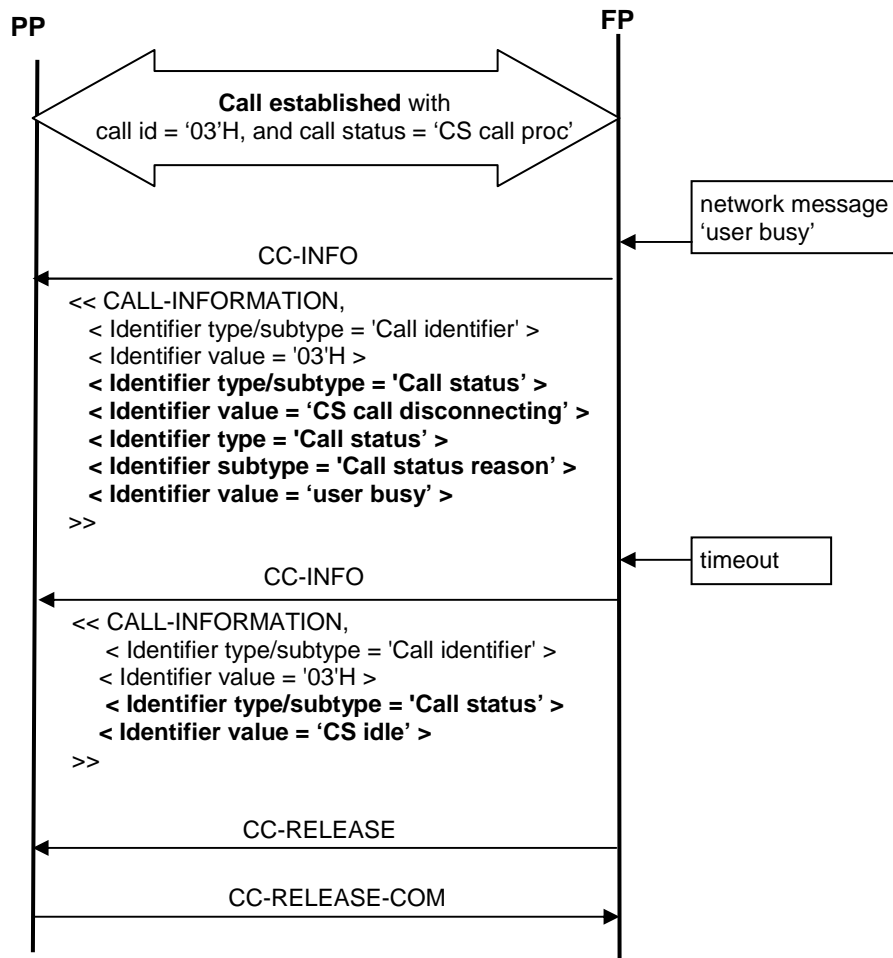 PP
FP
Call established with
call id = ‘03’H, and call status = ‘CS call proc’
network message
‘user busy’
CC-INFO
<< CALL-INFORMATION,
< Identifier type/subtype = 'Call identifier' >
< Identifier value = '03'H >
< Identifier type/subtype = 'Call status’ >
< Identifier value = ‘CS call disconnecting’ >
< Identifier type = 'Call status’ >
< Identifier subtype = 'Call status reason’ >
< Identifier value = ‘user busy’ >
>>
timeout
CC-INFO
<< CALL-INFORMATION,
< Identifier type/subtype = 'Call identifier' >
< Identifier value = '03'H >
< Identifier type/subtype = 'Call status’ >
< Identifier value = ‘CS idle’ >
>>
CC-RELEASE
CC-RELEASE-COM